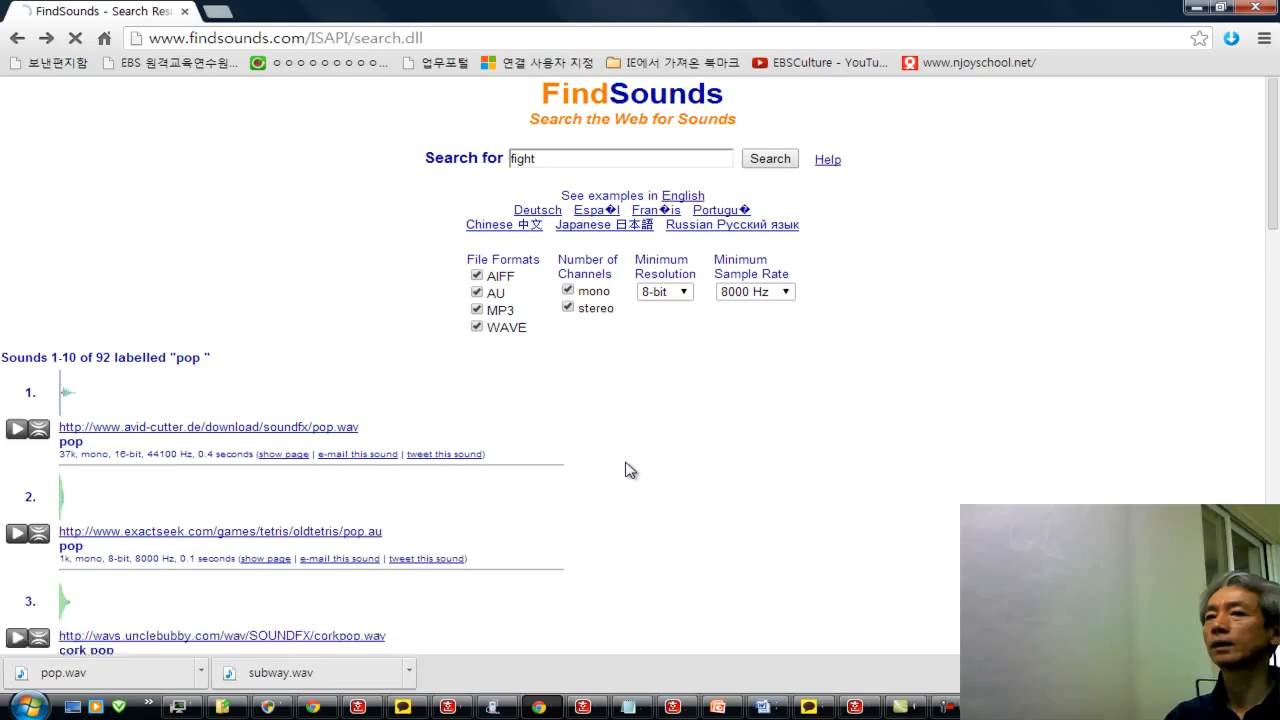 FindSounds - Search Resu
www.findsounds.com/ISAPI/search.dll
보낸편지함
EBS 원격교육연수원...
ㅇㅇㅇㅇㅇㅇㅇㅇㅇ...
업무포털
연결 사용자 지정
IE에서 가져온 북마크
EBSCulture - YouTu...
www.njoyschool.net/
FindSounds
Search the Web for Sounds
Search for fight Search Help
See examples in English
Deutsch Espa�l Fran�is Portugu�
Chinese 中文 Japanese 日本語 Russian Русский язык
File Formats
AIFF
AU
MP3
WAVE
Number of
Channels
mono
stereo
Minimum
Resolution
8-bit
Minimum
Sample Rate
8000 Hz
Sounds 1-10 of 92 labelled "pop "
1.
http://www.avid-cutter.de/download/soundfx/pop.wav
pop
37k, mono, 16-bit, 44100 Hz, 0.4 seconds (show page | e-mail this sound | tweet this sound)
2.
http://www.exactseek.com/games/tetris/oldtetris/pop.au
pop
1k, mono, 8-bit, 8000 Hz, 0.1 seconds (show page | e-mail this sound | tweet this sound)
3.
http://wavs.unclebubby.com/wav/SOUNDFX/corkpop.wav
cork pop
pop.wav
subway.wav